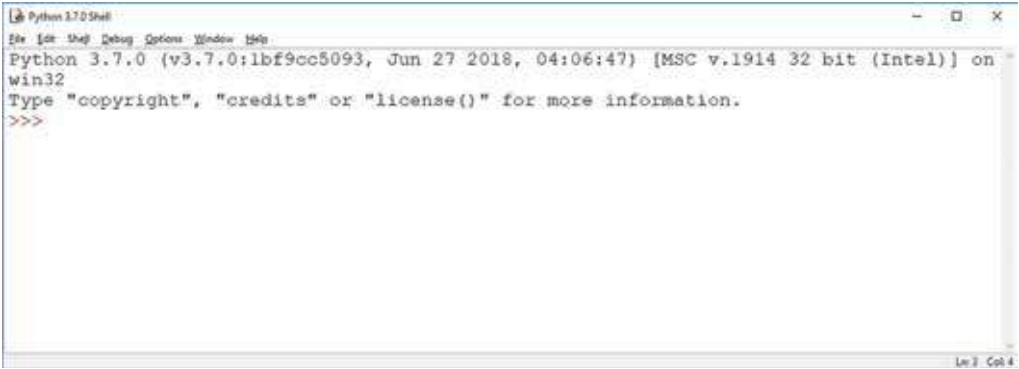 Python 3.7.0 Shell
File Edit Shell Debug Options Window Help
Python 3.7.0 (v3.7.0:1bf9cc5093, Jun 27 2018, 04:06:47) [MSC v.1914 32 bit (Intel)] on
win32
Type "copyright", "credits" or "license()" for more information.
>>>
Ln: 3 Col: 4